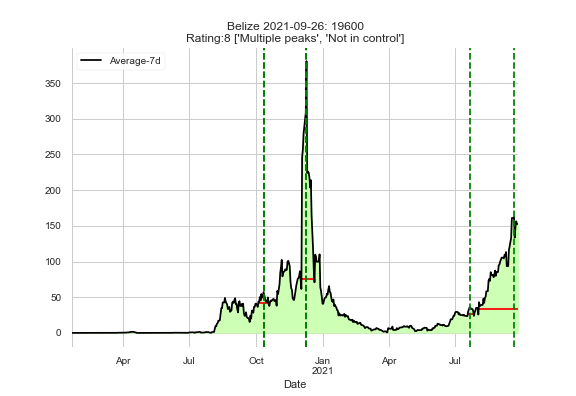 Belize 2021-09-26: 19600
Rating:8 ['Multiple peaks', 'Not in control']
Average-7d
350
300
250
200
150
100
50
0
Apr
Jul
Oct
Jan
2021
Apr
Jul
Date